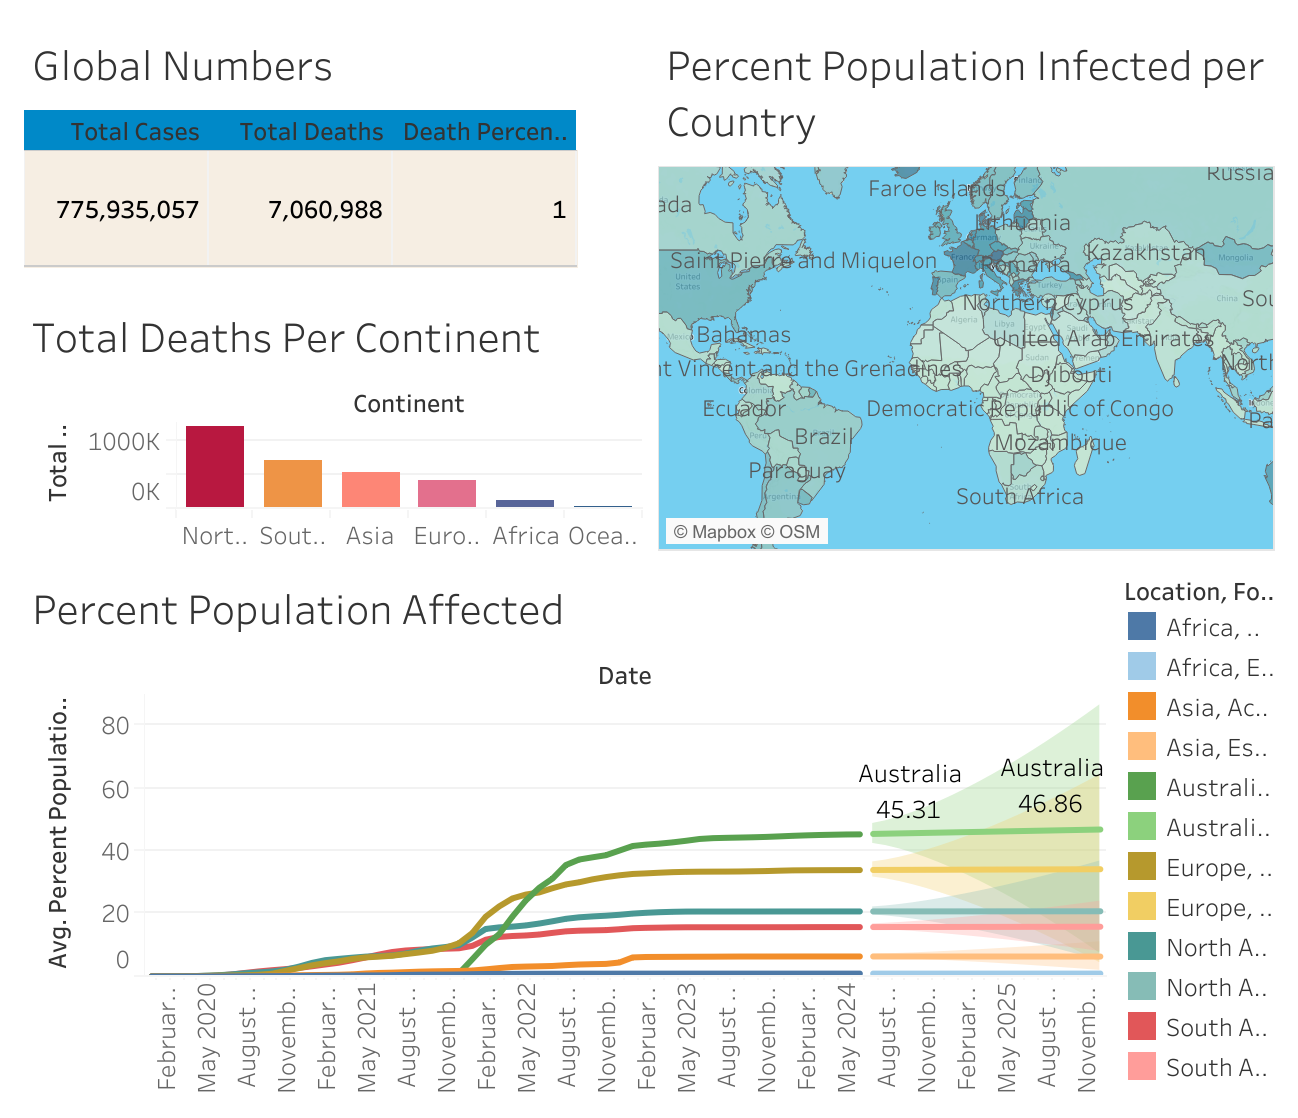 Global Numbers
Total Cases Total Deaths Death Percen..
775,935,057 7,060,988 1
Total Deaths Per Continent
Continent
Total ..
1000K
0K
Nort.. Sout.. Asia Euro.. Africa Ocea..
Percent Population Infected per
Country
Russia
Faroe Islands
ada
Lithuania
Ukraine
Kazakhstan
Saint Pierre and Miquelon
France
Romania
Mongolia
United
States
Spain
Turkey
China
Sou
Northern Cyprus
Algeria
Libya
Egypt
Saudi
Mexico
Bahamas
United Arab Emirates
Sudan
North
nt Vincent and the Grenadines
Djibouti
Ecuador
Democratic Republic of Congo
Pa
Brazil
Mozambique
Paraguay
Argentina
South Africa
© Mapbox © OSM
Percent Population Affected
Date
Avg. Percent Populatio..
80
60
40
20
0
Australia
45.31
Australia
46.86
Februar..
May 2020
August ..
Novemb..
Februar..
May 2021
August ..
Novemb..
Februar..
May 2022
August ..
Novemb..
Februar..
May 2023
August ..
Novemb..
Februar..
May 2024
August ..
Novemb..
Februar..
May 2025
August ..
Novemb..
Location, Fo..
Africa, ..
Africa, E..
Asia, Ac..
Asia, Es..
Australi..
Australi..
Europe, ..
Europe, ..
North A..
North A..
South A..
South A..